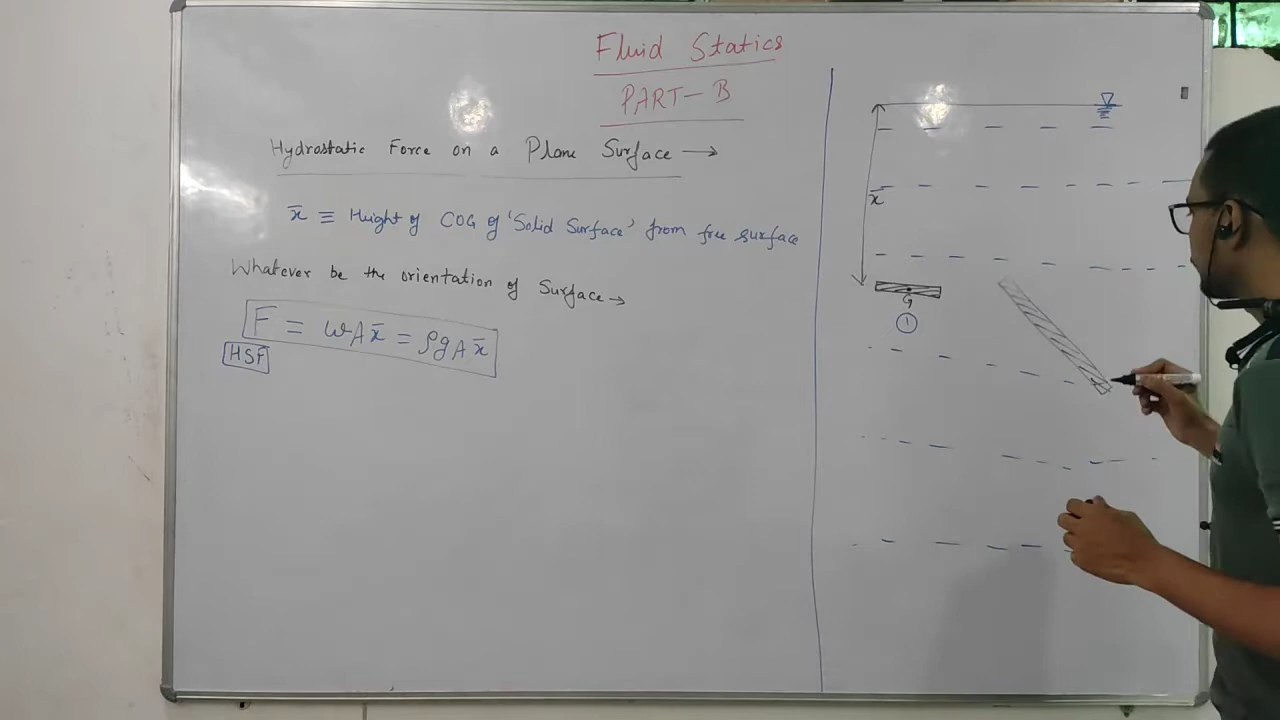 Fluid Statics
PART-B
Hydrostatic Force on a Plane Surface →
x̄ ≡ Height of COG of 'Solid Surface' from free surface
Whatever be the orientation of Surface →
F = wAx̄ = ρgAx̄
HSF
x̄
G
1